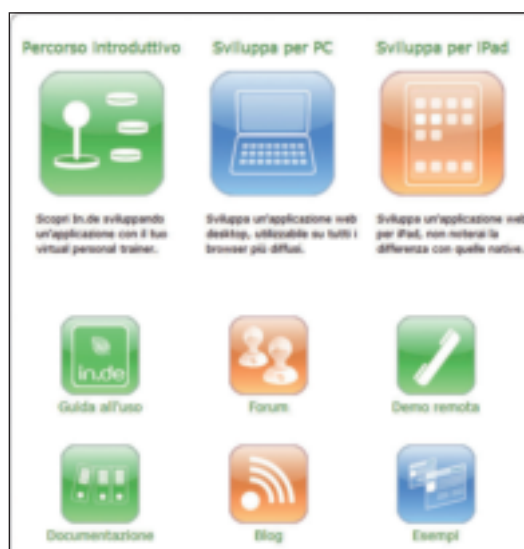 Percorso introduttivo
Sviluppa per PC
Sviluppa per iPad
Scopri In.de sviluppando
un'applicazione con il tuo
virtual personal trainer.
Sviluppa un'applicazione web
desktop, utilizzabile su tutti i
browser più diffusi.
Sviluppa un'applicazione web
per iPad, non noterai la
differenza con quelle native.
in.de
Guida all'uso
Forum
Demo remota
Documentazione
Blog
Esempi